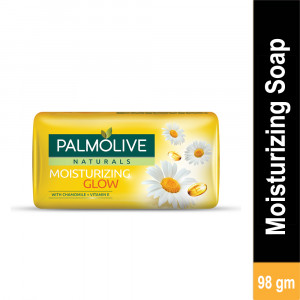 PALMOLIVE
NATURALS
MOISTURIZING
GLOW
WITH CHAMOMILE + VITAMIN E
Moisturizing Soap
98 gm